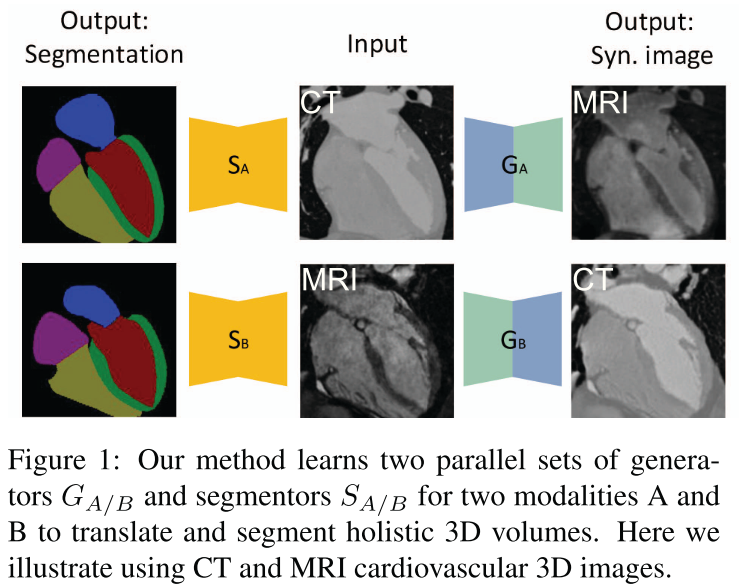 Output:
Segmentation
Input
Output:
Syn. image
CT
MRI
S_A
G_A
MRI
CT
S_B
G_B
Figure 1: Our method learns two parallel sets of genera-
tors G_{A/B} and segmentors S_{A/B} for two modalities A and
B to translate and segment holistic 3D volumes. Here we
illustrate using CT and MRI cardiovascular 3D images.